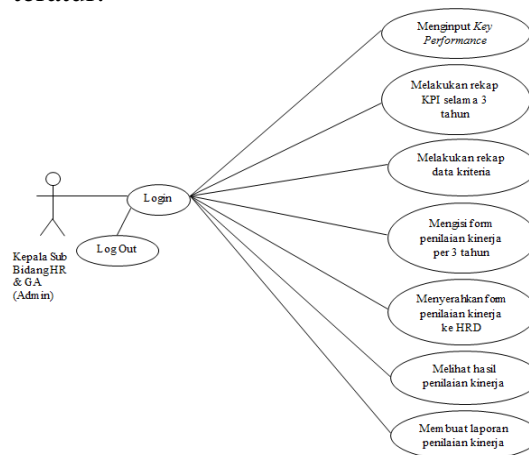 teratur.
Menginput Key
Performance
Melakukan rekap
KPI selama 3
tahun
Melakukan rekap
data kriteria
Login
Mengisi form
penilaian kinerja
per 3 tahun
Log Out
Kepala Sub
Bidang HR
& GA
(Admin)
Menyerahkan form
penilaian kinerja
ke HRD
Melihat hasil
penilaian kinerja
Membuat laporan
penilaian kinerja